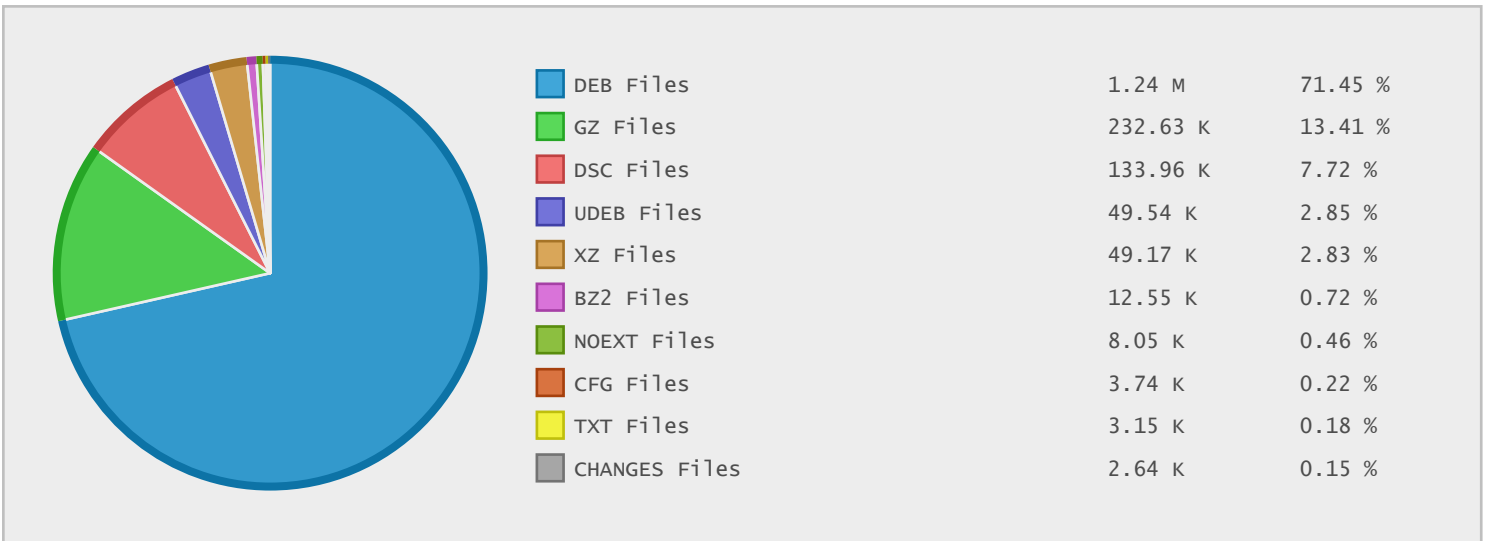 DEB Files 1.24 M 71.45 %
GZ Files 232.63 K 13.41 %
DSC Files 133.96 K 7.72 %
UDEB Files 49.54 K 2.85 %
XZ Files 49.17 K 2.83 %
BZ2 Files 12.55 K 0.72 %
NOEXT Files 8.05 K 0.46 %
CFG Files 3.74 K 0.22 %
TXT Files 3.15 K 0.18 %
CHANGES Files 2.64 K 0.15 %